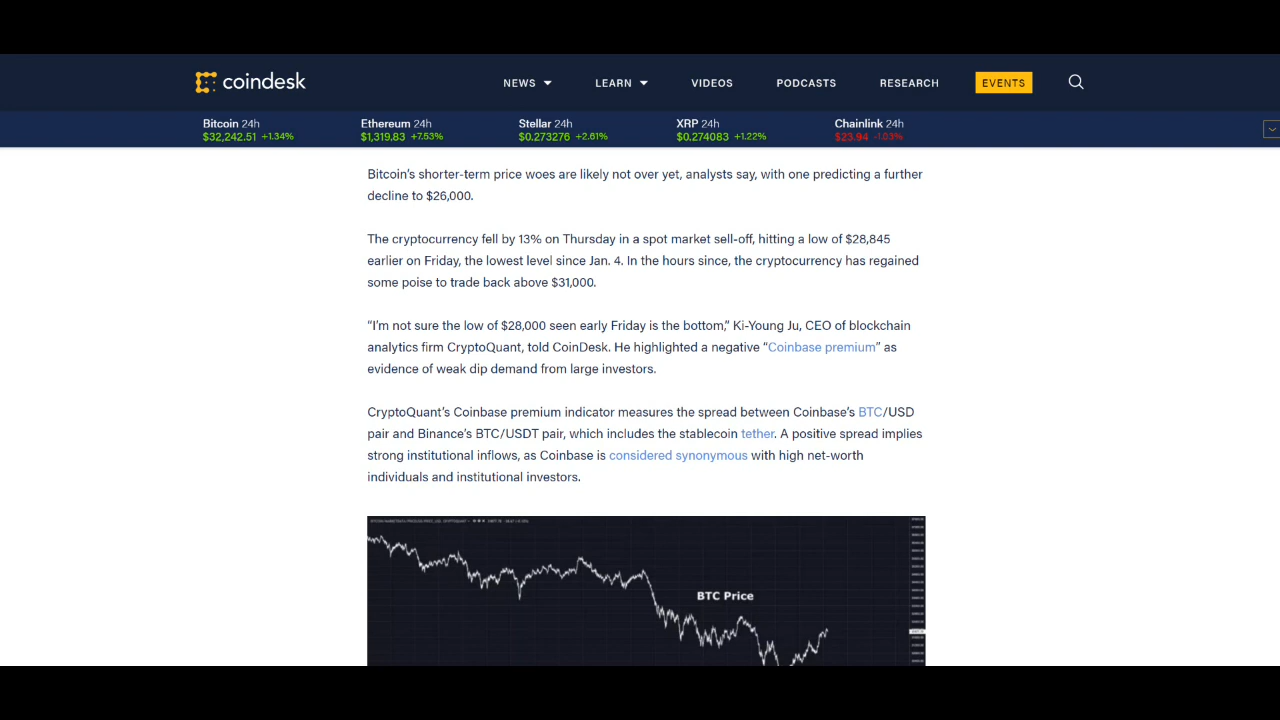 coindesk
NEWS LEARN VIDEOS PODCASTS RESEARCH EVENTS
Bitcoin 24h Ethereum 24h Stellar 24h XRP 24h Chainlink 24h
$32,242.51 +1.34% $1,319.83 +7.53% $0.273276 +2.61% $0.274083 +1.22% $23.94 -1.03%
Bitcoin’s shorter-term price woes are likely not over yet, analysts say, with one predicting a further
decline to $26,000.
The cryptocurrency fell by 13% on Thursday in a spot market sell-off, hitting a low of $28,845
earlier on Friday, the lowest level since Jan. 4. In the hours since, the cryptocurrency has regained
some poise to trade back above $31,000.
“I’m not sure the low of $28,000 seen early Friday is the bottom,” Ki-Young Ju, CEO of blockchain
analytics firm CryptoQuant, told CoinDesk. He highlighted a negative “Coinbase premium” as
evidence of weak dip demand from large investors.
CryptoQuant’s Coinbase premium indicator measures the spread between Coinbase’s BTC/USD
pair and Binance’s BTC/USDT pair, which includes the stablecoin tether. A positive spread implies
strong institutional inflows, as Coinbase is considered synonymous with high net-worth
individuals and institutional investors.
BTC Price